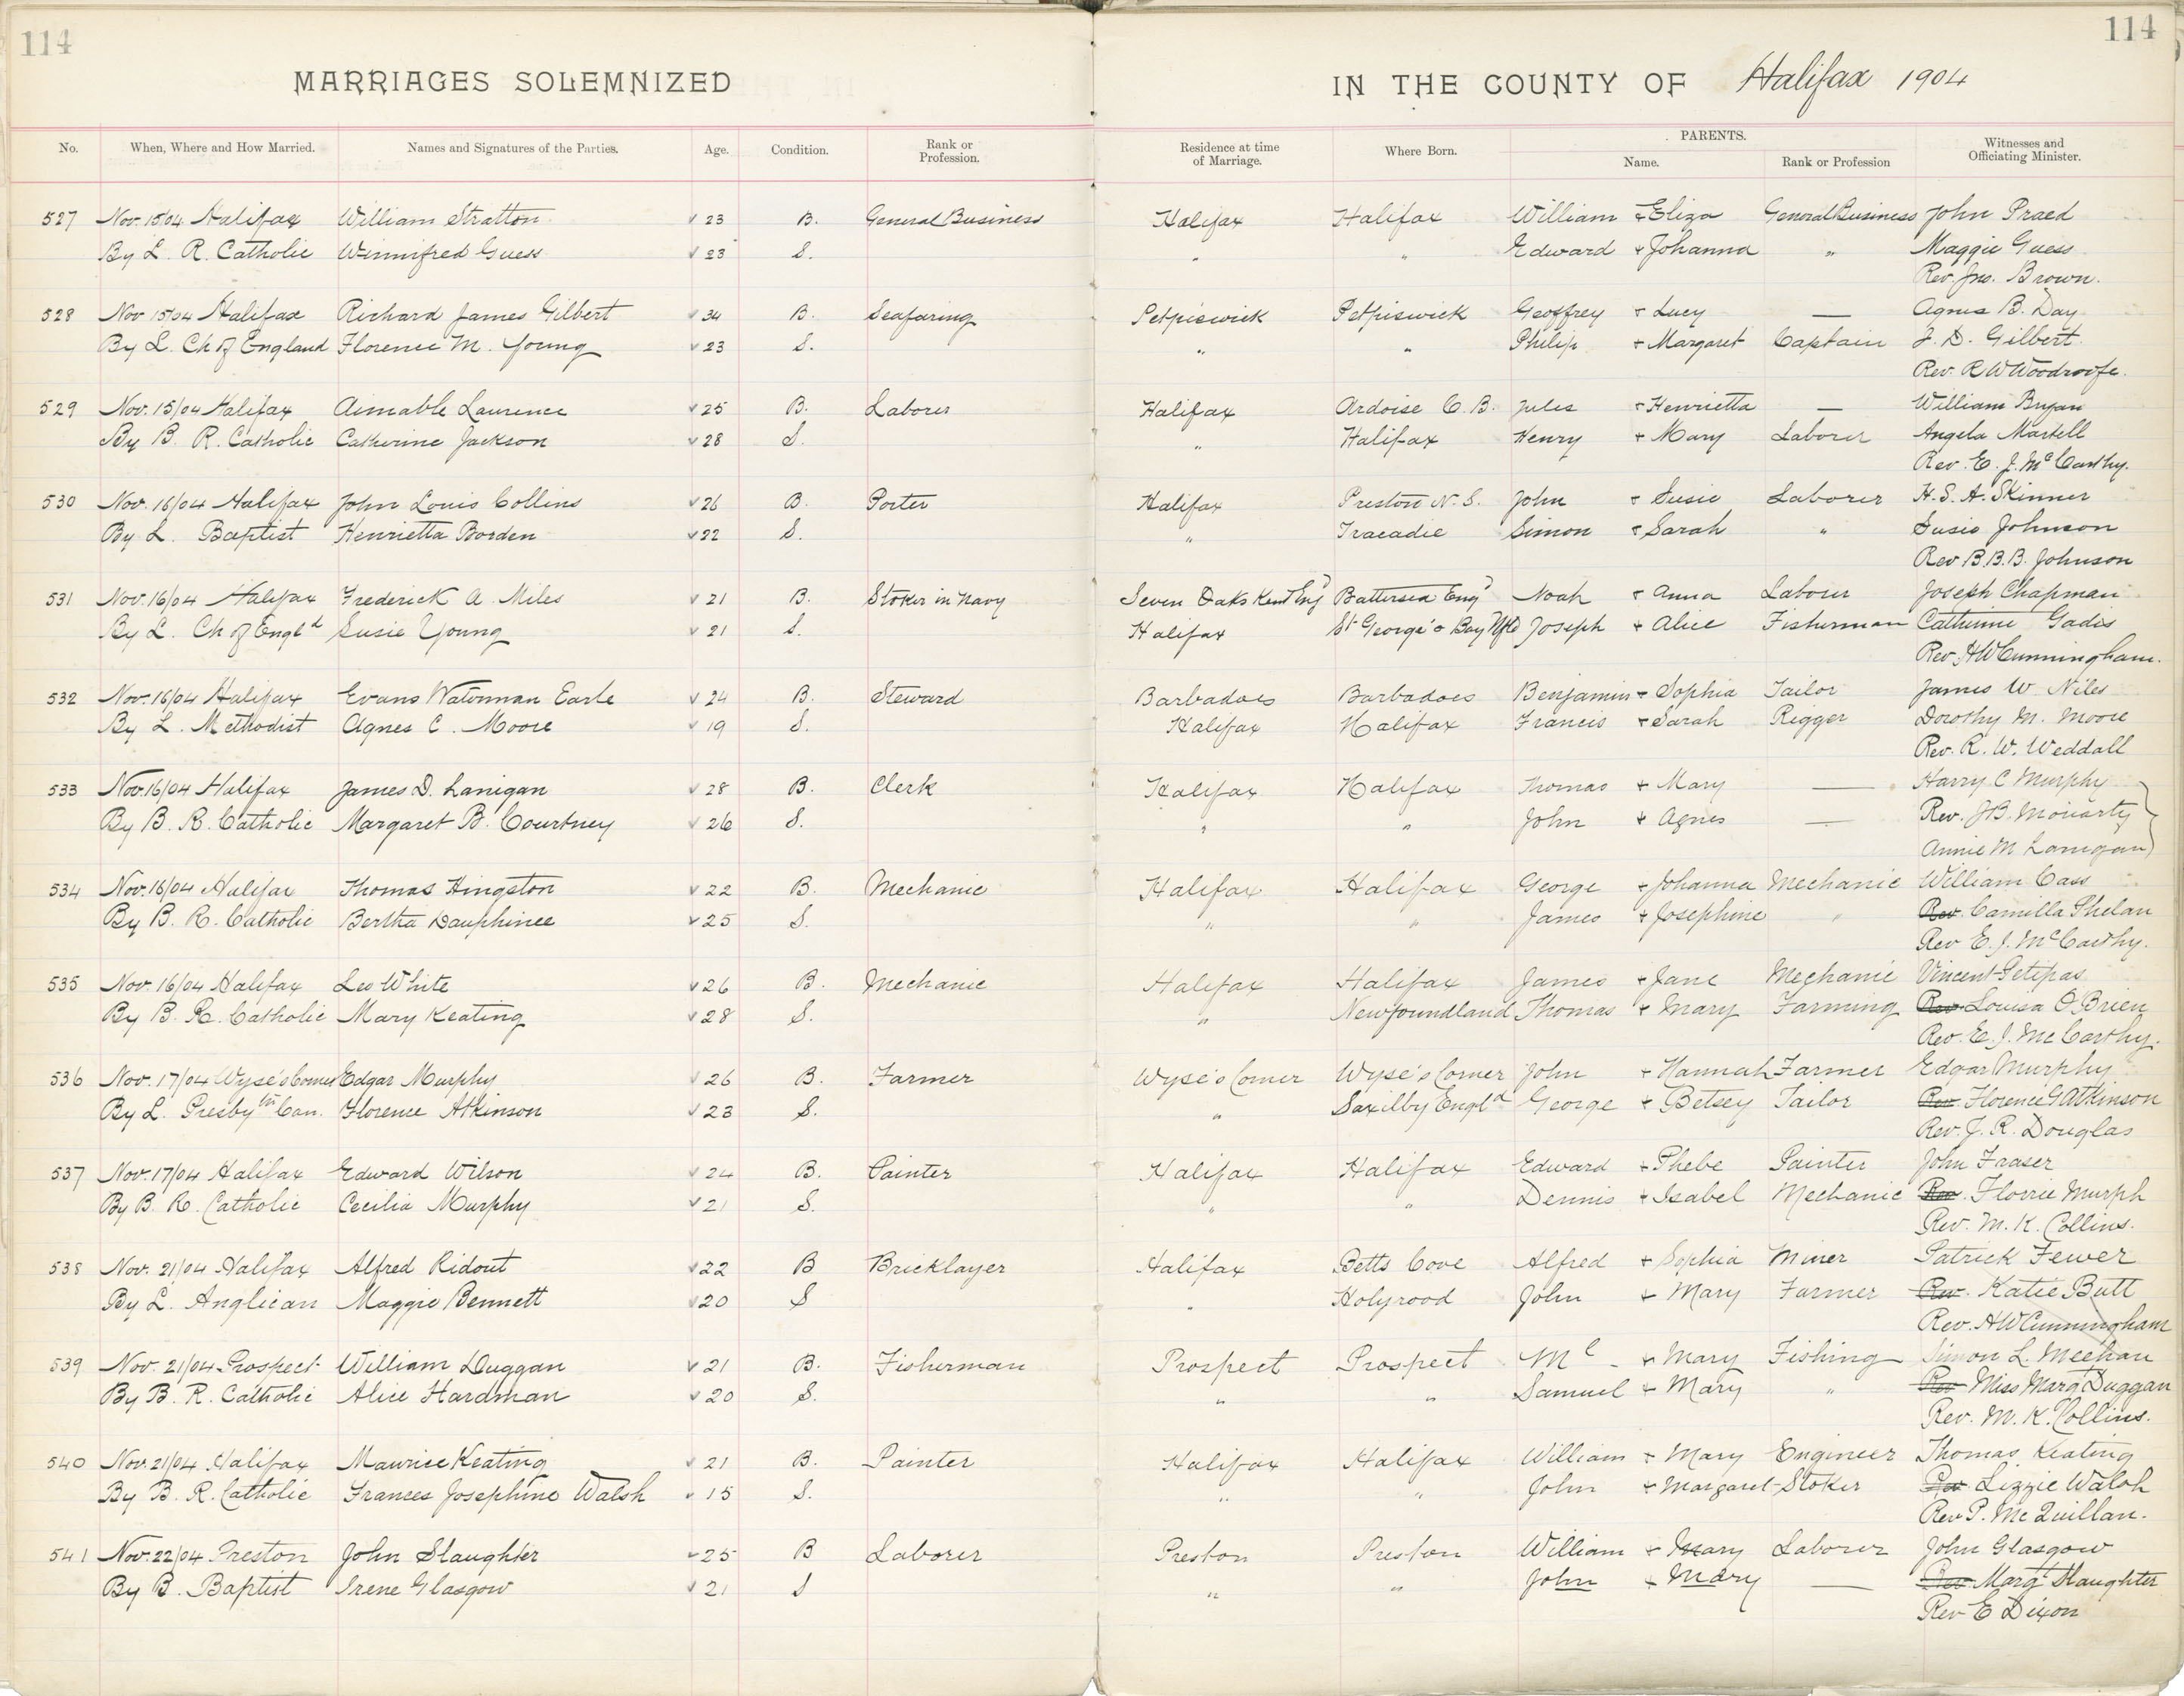 114
114
MARRIAGES SOLEMNIZED
IN THE COUNTY OF Halifax 1904
No. When, Where and How Married. Names and Signatures of the Parties. Age. Condition. Rank or Profession. Residence at time of Marriage. Where Born. PARENTS. Name. Rank or Profession Witnesses and Officiating Minister.
527 Nov. 15/04 Halifax William Stratton 23 B. General Business Halifax Halifax William & Eliza General Business John Praed
By L. R. Catholic Winnifred Guess 23 S. " " Edward & Johanna " Maggie Guess
Rev. Jno. Brown.
528 Nov 15/04 Halifax Richard James Gilbert 34 B. Seafaring Petpiswick Petpiswick Geoffrey & Lucy — Agnes B. Day
By L. Ch of England Florence M. Young 23 S. " " Philip & Margaret Captain J. D. Gilbert.
Rev. R W Woodroofe.
529 Nov. 15/04 Halifax Aimable Laurence 25 B. Laborer Halifax Ardoise C. B. Jules & Henrietta — William Bryan
By B. R. Catholic Catherine Jackson 28 S. " Halifax Henry & Mary Laborer Angela Martell
Rev. E. J. McCarthy.
530 Nov. 16/04 Halifax John Louis Collins 26 B. Porter Halifax Preston N. S. John & Susie Laborer H. S. A. Skinner
By L. Baptist Henrietta Borden 22 S. " Tracadie Simon & Sarah " Susie Johnson
Rev B. B. B. Johnson
531 Nov. 16/04 Halifax Frederick A. Miles 21 B. Stoker in Navy Seven Oaks Kent Eng Battersea Eng Noah & Anna Labour Joseph Chapman
By L. Ch of Engld Susie Young 21 S. Halifax St George's Bay Nfld Joseph & Alice Fisherman Catherine Gadis
Rev. H W Cunningham.
532 Nov. 16/04 Halifax Evans Waterman Earle 24 B. Steward Barbadoes Barbadoes Benjamin & Sophia Tailor James W. Niles
By L. Methodist Agnes C. Moore 19 S. Halifax Halifax Francis & Sarah Rigger Dorothy M. Moore
Rev. R. W. Weddall
533 Nov. 16/04 Halifax James D. Lanigan 28 B. Clerk Halifax Halifax Thomas & Mary — Harry C Murphy
By B. R. Catholic Margaret B. Courtney 26 S. " " John & Agnes — Rev. J B. Moriarty
Annie M Lanigan
534 Nov. 16/04 Halifax Thomas Hingston 22 B. Mechanic Halifax Halifax George & Johanna Mechanic William Cass
By B. R. Catholic Bertha Dauphinee 25 S. " " James & Josephine " Rev. Camilla Phelan
Rev E. J. McCarthy.
535 Nov. 16/04 Halifax Leo White 26 B. Mechanic Halifax Halifax James & Jane Mechanic Vincent Petipas
By B. R. Catholic Mary Keating 28 S. " Newfoundland Thomas & Mary Farming Rev. Louisa O'Brien
Rev. E. J. McCarthy.
536 Nov. 17/04 Wyse's Corner Edgar Murphy 26 B. Farmer Wyse's Corner Wyse's Corner John & Hannah Farmer Edgar Murphy
By L. Presbytn Can. Florence Atkinson 23 S. " Saxilby Engld George & Betsey Tailor Rev. Florence G Atkinson
Rev. J. R. Douglas
537 Nov. 17/04 Halifax Edward Wilson 24 B. Painter Halifax Halifax Edward & Phebe Painter John Fraser
By B. R. Catholic Cecilia Murphy 21 S. " " Dennis & Isabel Mechanic Rev. Florrie Murph
Rev. M. K. Collins.
538 Nov. 21/04 Halifax Alfred Ridout 22 B Bricklayer Halifax Betts Cove Alfred & Sophia Miner Patrick Fewer
By L. Anglican Maggie Bennett 20 S " Holyrood John & Mary Farmer Rev. Katie Butt
Rev. H W Cunningham
539 Nov. 21/04 Prospect William Duggan 21 B. Fisherman Prospect Prospect & Mary Fishing Simon L. Meehan
By B. R. Catholic Alice Hardman 20 S. " " Samuel & Mary " Rev Miss Marg Duggan
Rev. M. K. Collins.
540 Nov. 21/04 Halifax Maurice Keating 21 B. Painter Halifax Halifax William & Mary Engineer Thomas Keating
By B. R. Catholic Frances Josephine Walsh 15 S. " " John & Margaret Stoker Rev Lizzie Walsh
Rev P. McQuillan.
541 Nov. 22/04 Preston John Slaughter 25 B Laborer Preston Preston William & Mary Laborer John Glasgow
By B. Baptist Irene Glasgow 21 S " " John & Mary — Rev. Margt Slaughter
Rev E Dixon